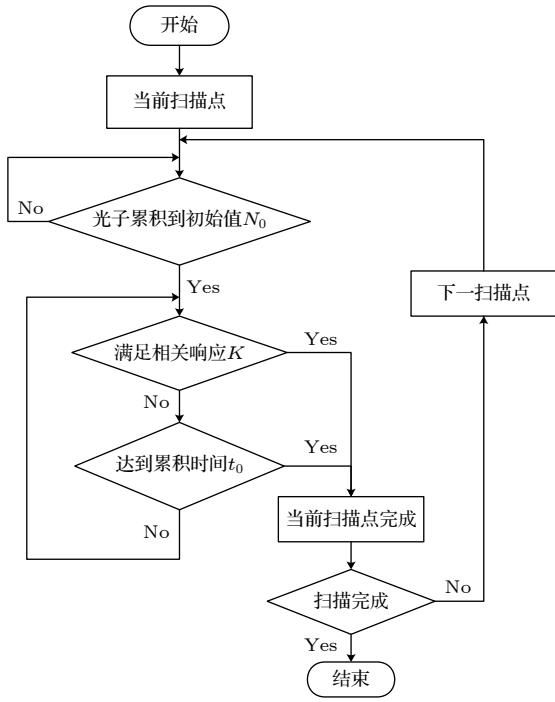 开始
当前扫描点
No
光子累积到初始值N₀
Yes
下一扫描点
满足相关响应K
Yes
No
达到累积时间t₀
Yes
No
当前扫描点完成
扫描完成
No
Yes
结束